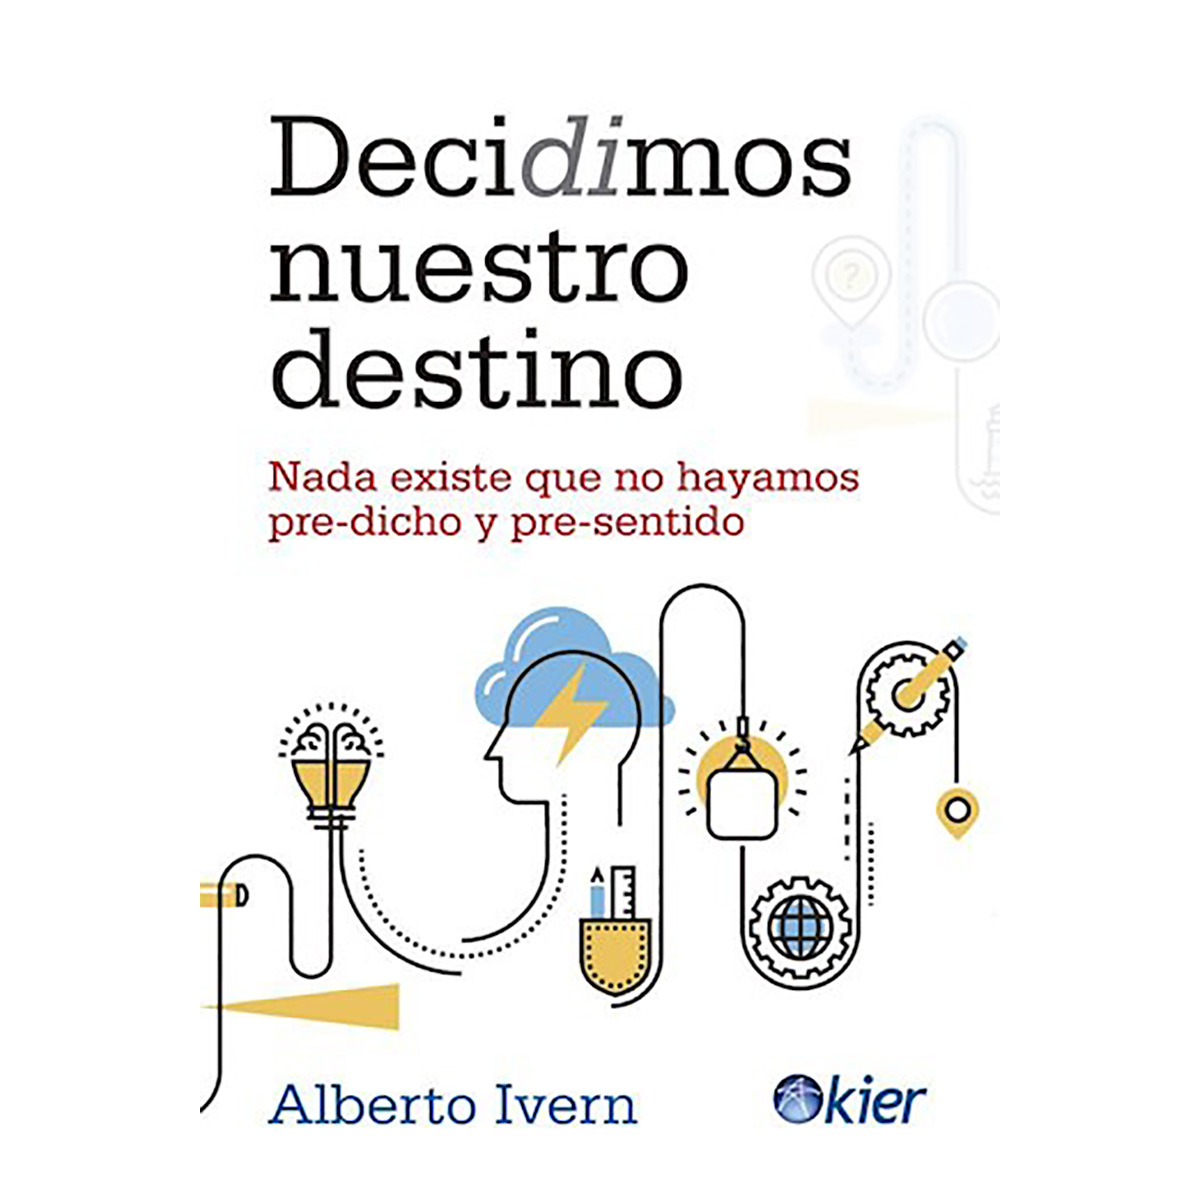 Decidimos
nuestro
destino
Nada existe que no hayamos
pre-dicho y pre-sentido
?
Alberto Ivern
kier